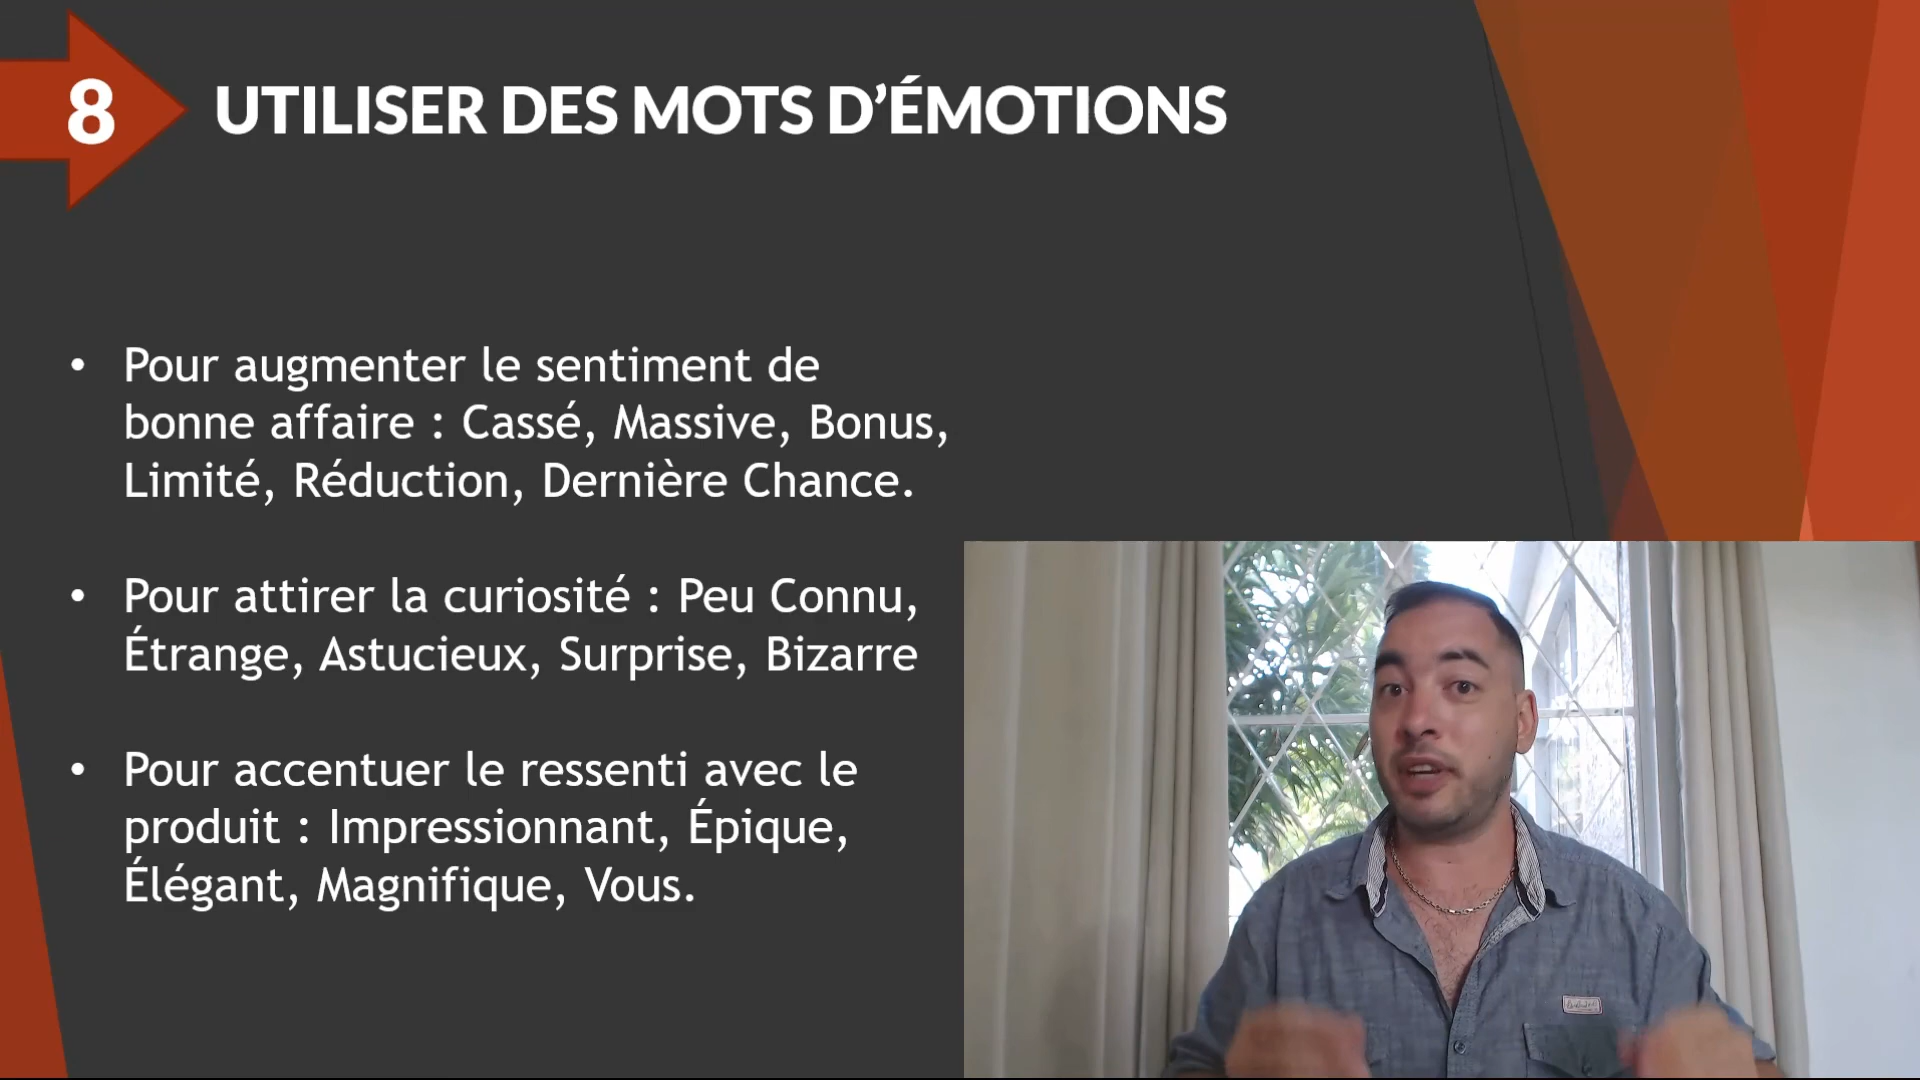 8
UTILISER DES MOTS D’ÉMOTIONS
• Pour augmenter le sentiment de
bonne affaire : Cassé, Massive, Bonus,
Limité, Réduction, Dernière Chance.
• Pour attirer la curiosité : Peu Connu,
Étrange, Astucieux, Surprise, Bizarre
• Pour accentuer le ressenti avec le
produit : Impressionnant, Épique,
Élégant, Magnifique, Vous.